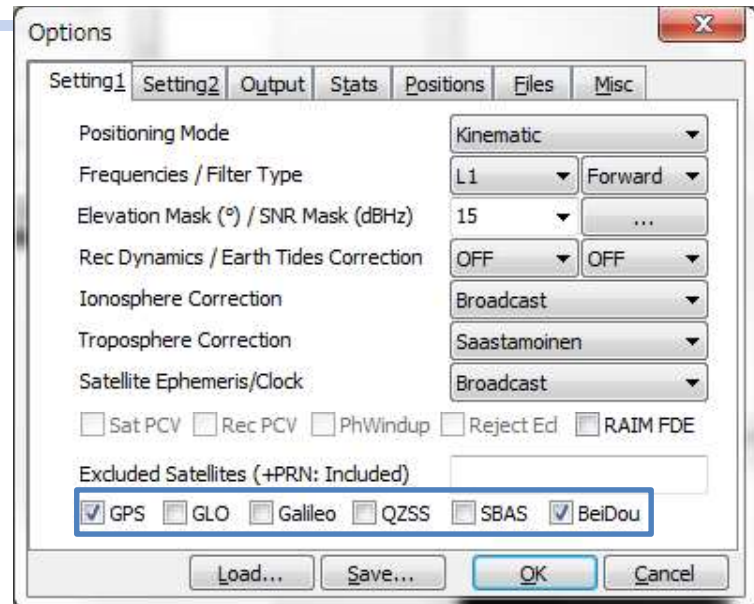 Options
Setting1 Setting2 Output Stats Positions Files Misc
Positioning Mode Kinematic
Frequencies / Filter Type L1 Forward
Elevation Mask (°) / SNR Mask (dBHz) 15 ...
Rec Dynamics / Earth Tides Correction OFF OFF
Ionosphere Correction Broadcast
Troposphere Correction Saastamoinen
Satellite Ephemeris/Clock Broadcast
Sat PCV Rec PCV PhWindup Reject Ecl RAIM FDE
Excluded Satellites (+PRN: Included)
GPS GLO Galileo QZSS SBAS BeiDou
Load... Save... OK Cancel